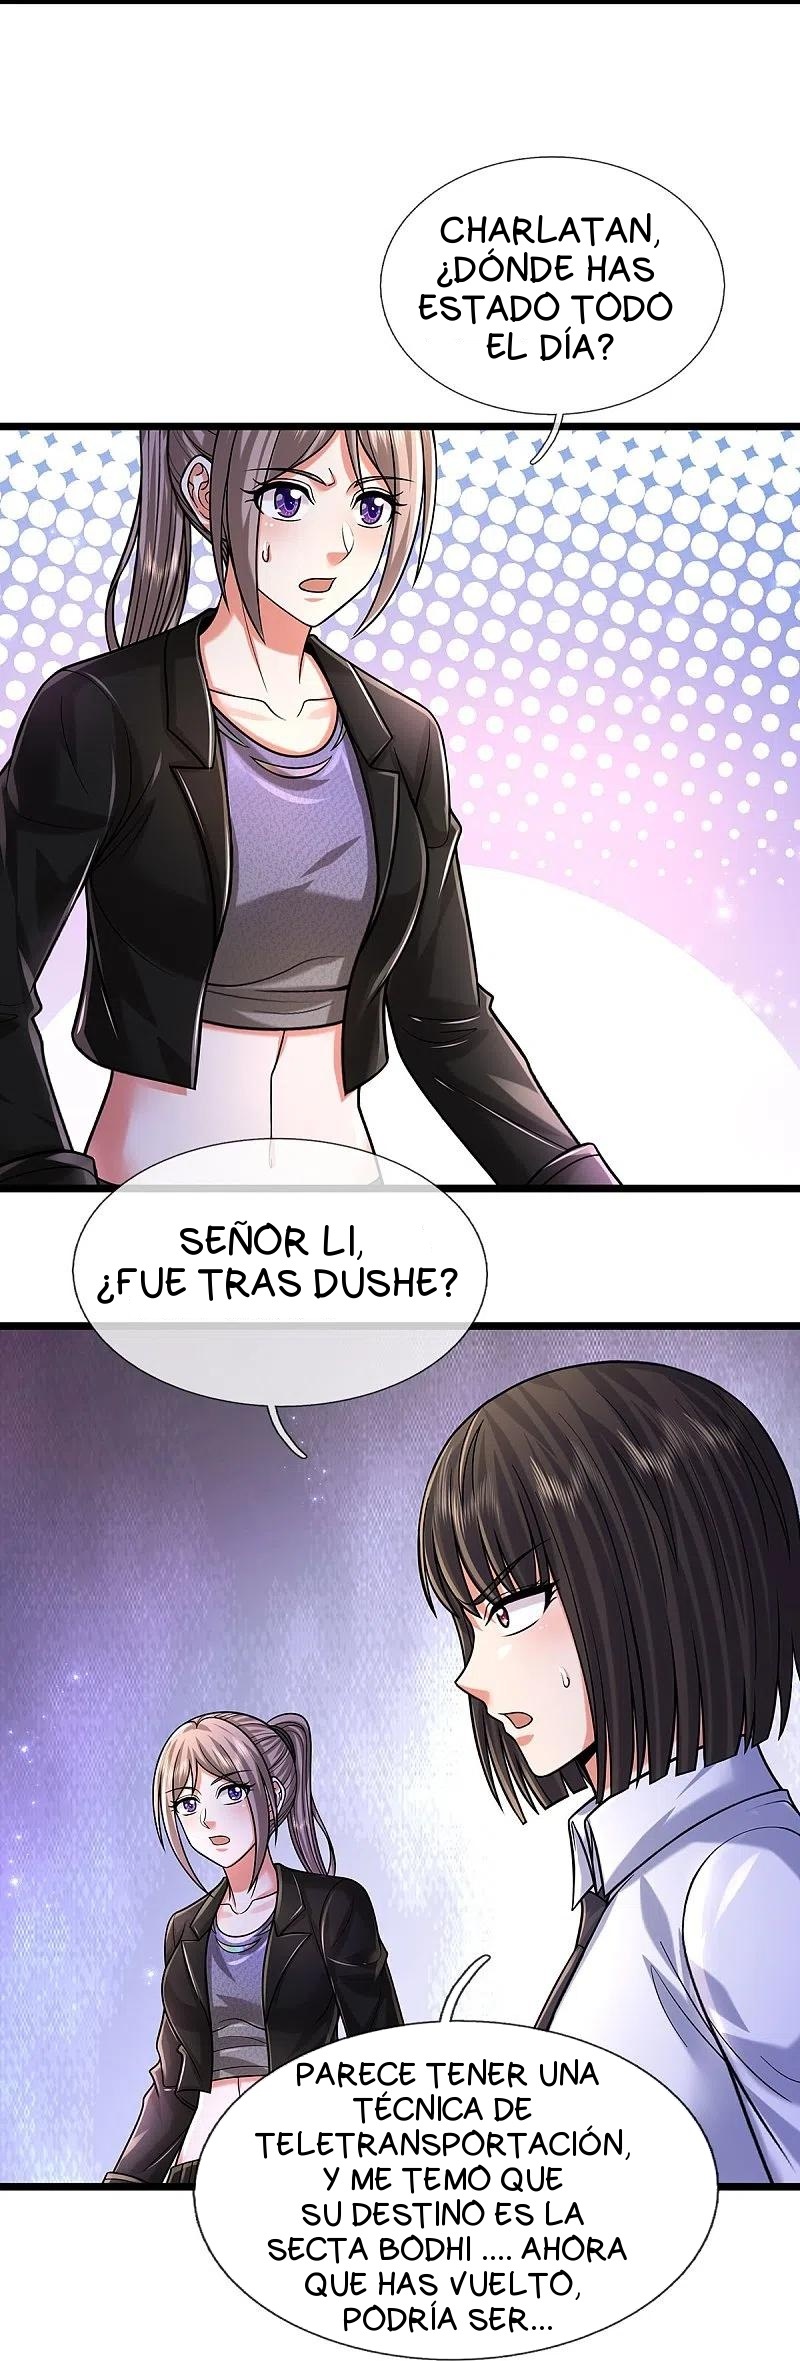 CHARLATAN,
¿DÓNDE HAS
ESTADO TODO
EL DÍA?
SEÑOR LI,
¿FUE TRAS DUSHE?
PARECE TENER UNA
TÉCNICA DE
TELETRANSPORTACIÓN,
Y ME TEMO QUE
SU DESTINO ES LA
SECTA BODHI .... AHORA
QUE HAS VUELTO,
PODRÍA SER...